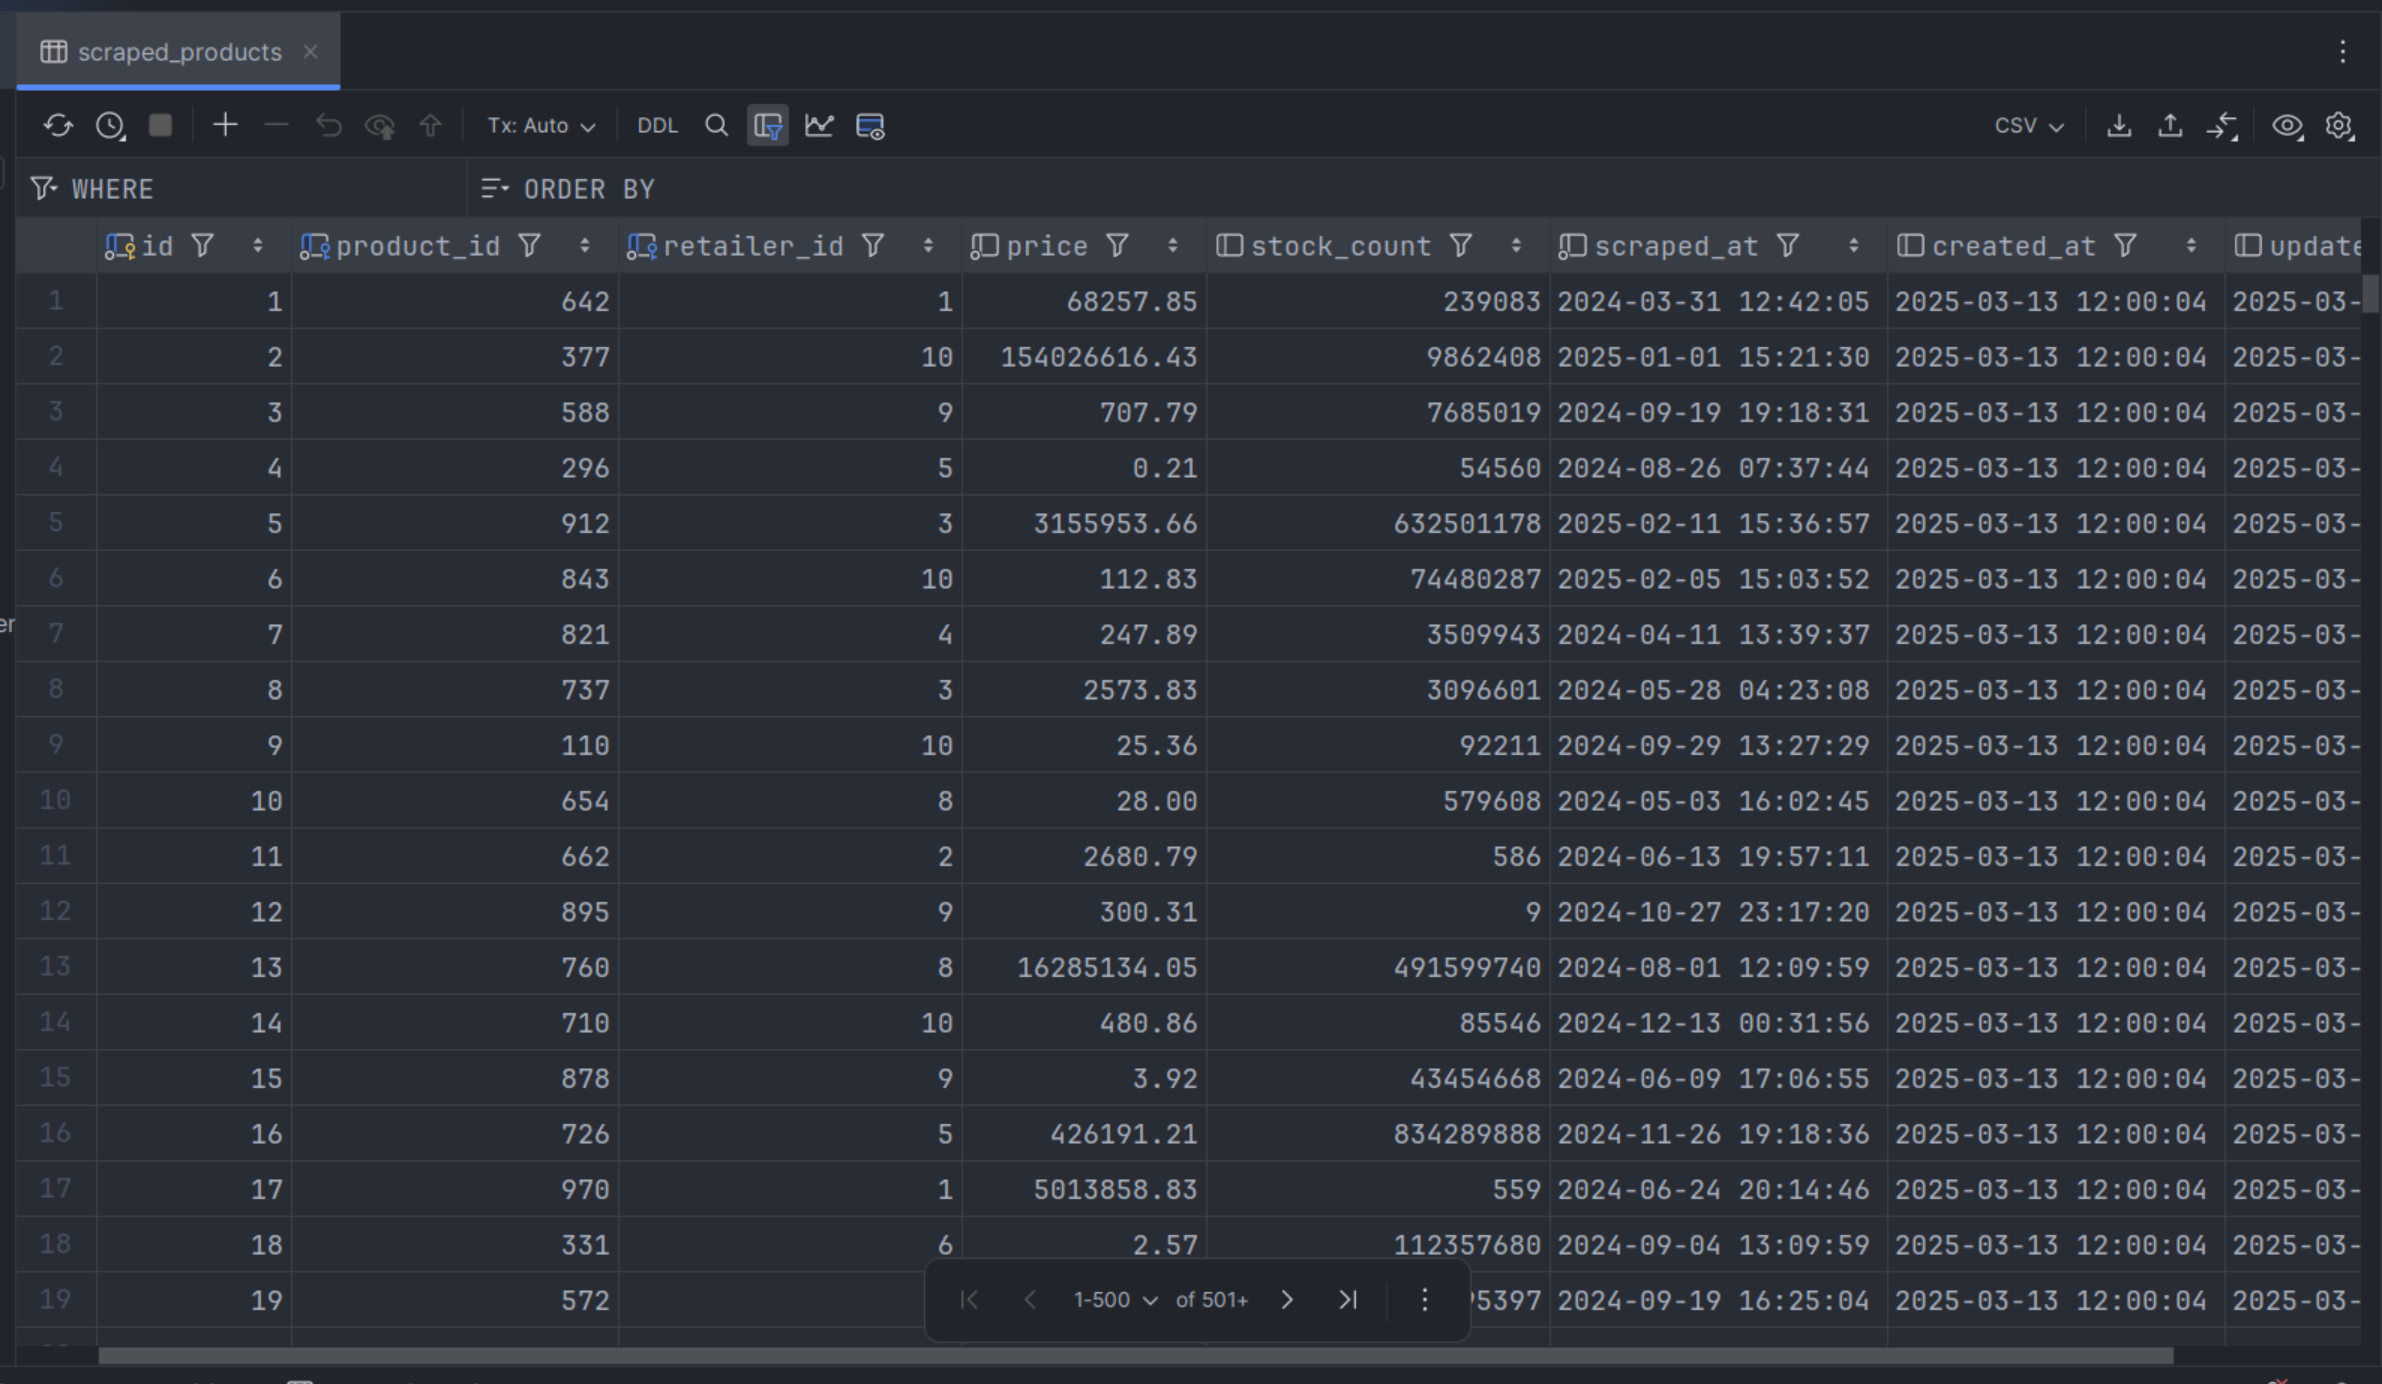 scraped_products
Tx: Auto DDL CSV
WHERE ORDER BY
id product_id retailer_id price stock_count scraped_at created_at update
1 1 642 1 68257.85 239083 2024-03-31 12:42:05 2025-03-13 12:00:04 2025-03-
2 2 377 10 154026616.43 9862408 2025-01-01 15:21:30 2025-03-13 12:00:04 2025-03-
3 3 588 9 707.79 7685019 2024-09-19 19:18:31 2025-03-13 12:00:04 2025-03-
4 4 296 5 0.21 54560 2024-08-26 07:37:44 2025-03-13 12:00:04 2025-03-
5 5 912 3 3155953.66 632501178 2025-02-11 15:36:57 2025-03-13 12:00:04 2025-03-
6 6 843 10 112.83 74480287 2025-02-05 15:03:52 2025-03-13 12:00:04 2025-03-
er 7 7 821 4 247.89 3509943 2024-04-11 13:39:37 2025-03-13 12:00:04 2025-03-
8 8 737 3 2573.83 3096601 2024-05-28 04:23:08 2025-03-13 12:00:04 2025-03-
9 9 110 10 25.36 92211 2024-09-29 13:27:29 2025-03-13 12:00:04 2025-03-
10 10 654 8 28.00 579608 2024-05-03 16:02:45 2025-03-13 12:00:04 2025-03-
11 11 662 2 2680.79 586 2024-06-13 19:57:11 2025-03-13 12:00:04 2025-03-
12 12 895 9 300.31 9 2024-10-27 23:17:20 2025-03-13 12:00:04 2025-03-
13 13 760 8 16285134.05 491599740 2024-08-01 12:09:59 2025-03-13 12:00:04 2025-03-
14 14 710 10 480.86 85546 2024-12-13 00:31:56 2025-03-13 12:00:04 2025-03-
15 15 878 9 3.92 43454668 2024-06-09 17:06:55 2025-03-13 12:00:04 2025-03-
16 16 726 5 426191.21 834289888 2024-11-26 19:18:36 2025-03-13 12:00:04 2025-03-
17 17 970 1 5013858.83 559 2024-06-24 20:14:46 2025-03-13 12:00:04 2025-03-
18 18 331 6 2.57 112357680 2024-09-04 13:09:59 2025-03-13 12:00:04 2025-03-
19 19 572 5397 2024-09-19 16:25:04 2025-03-13 12:00:04 2025-03-
1-500 of 501+